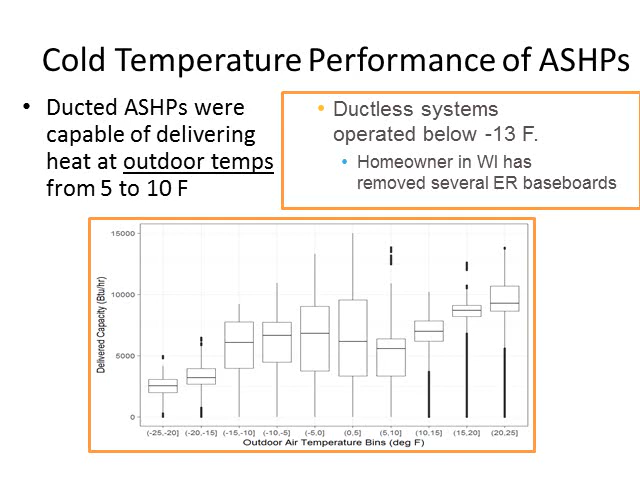 Cold Temperature Performance of ASHPs
• Ducted ASHPs were
capable of delivering
heat at outdoor temps
from 5 to 10 F
• Ductless systems
operated below -13 F.
• Homeowner in WI has
removed several ER baseboards
Delivered Capacity (Btu/hr)
15000
10000
5000
0
(-25,-20] (-20,-15] (-15,-10] (-10,-5] (-5,0] (0,5] (5,10] (10,15] (15,20] (20,25]
Outdoor Air Temperature Bins (deg F)